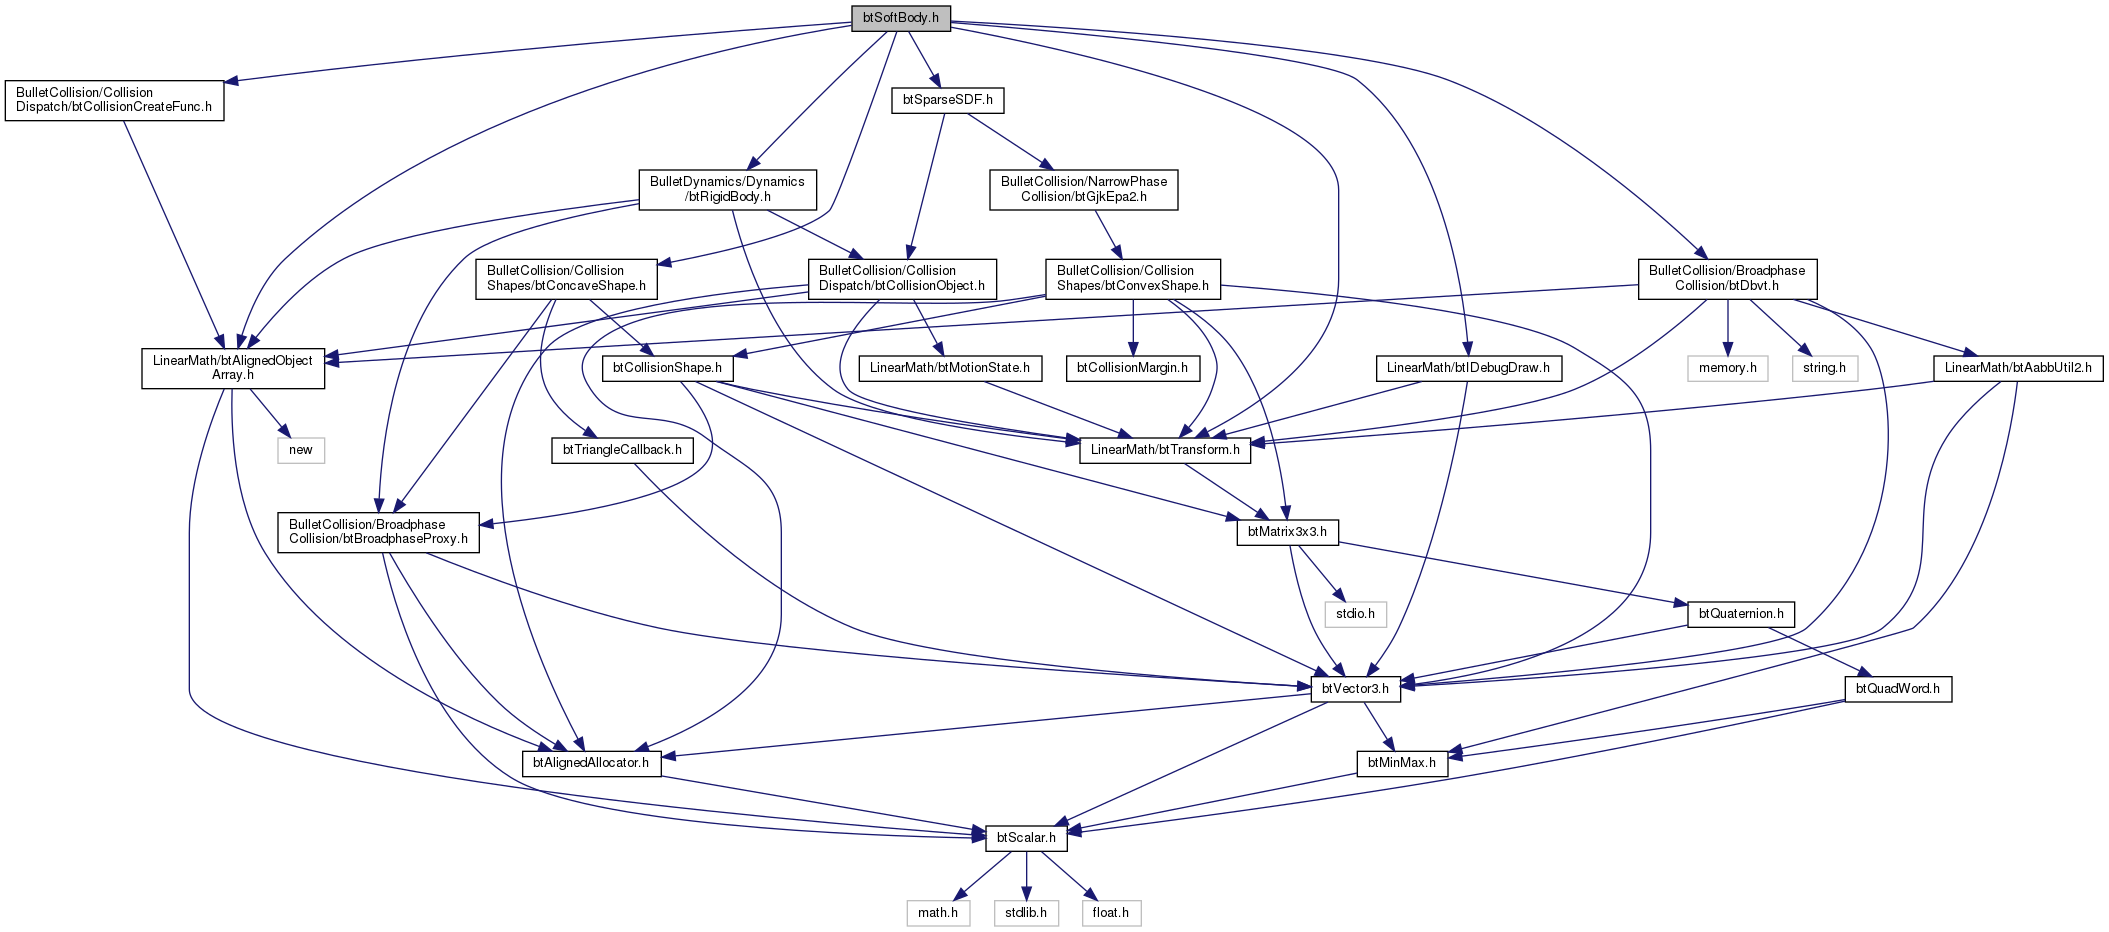 btSoftBody.h
BulletCollision/Collision
Dispatch/btCollisionCreateFunc.h
btSparseSDF.h
BulletDynamics/Dynamics
/btRigidBody.h
BulletCollision/NarrowPhase
Collision/btGjkEpa2.h
BulletCollision/Collision
Shapes/btConcaveShape.h
BulletCollision/Collision
Dispatch/btCollisionObject.h
BulletCollision/Collision
Shapes/btConvexShape.h
BulletCollision/Broadphase
Collision/btDbvt.h
LinearMath/btAlignedObject
Array.h
btCollisionShape.h
LinearMath/btMotionState.h
btCollisionMargin.h
LinearMath/btIDebugDraw.h
memory.h
string.h
LinearMath/btAabbUtil2.h
new
btTriangleCallback.h
LinearMath/btTransform.h
BulletCollision/Broadphase
Collision/btBroadphaseProxy.h
btMatrix3x3.h
stdio.h
btQuaternion.h
btVector3.h
btQuadWord.h
btAlignedAllocator.h
btMinMax.h
btScalar.h
math.h
stdlib.h
float.h